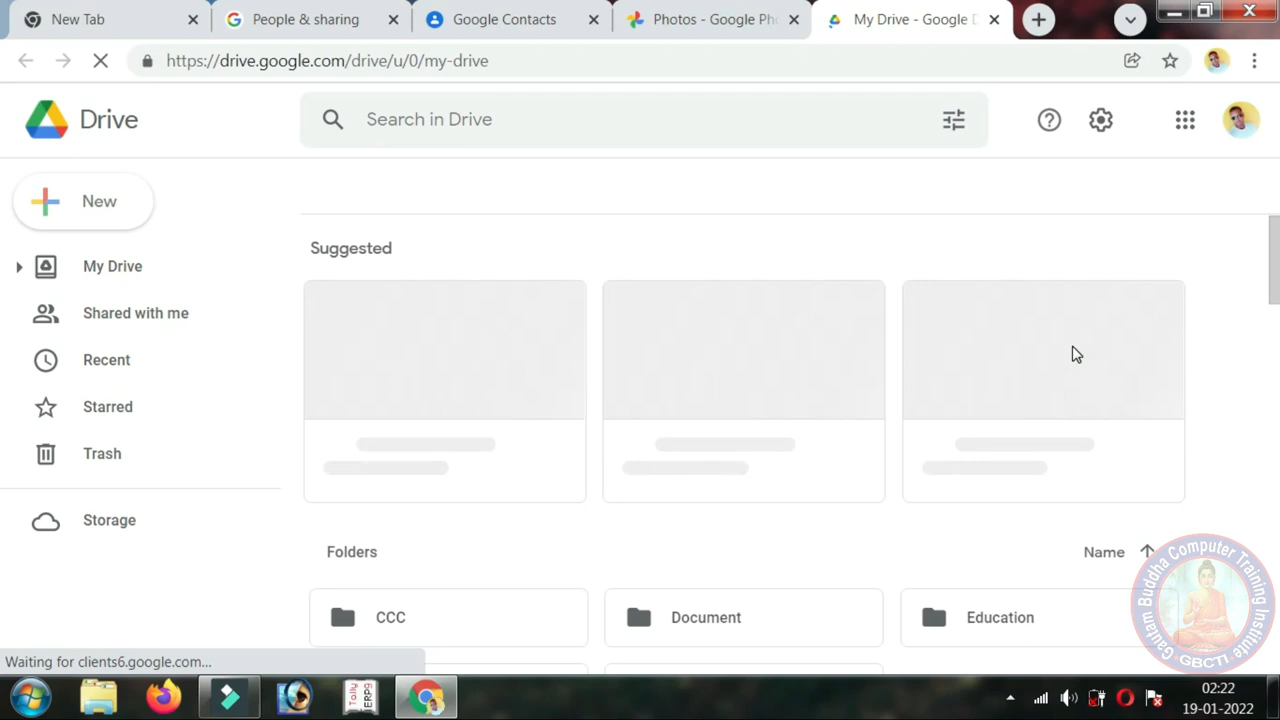 New Tab
People & sharing
Google Contacts
Photos - Google Ph
My Drive - Google D
https://drive.google.com/drive/u/0/my-drive
Drive
Search in Drive
New
My Drive
Shared with me
Recent
Starred
Trash
Storage
Suggested
Folders
Name
CCC
Document
Education
Waiting for clients6.google.com...
Gautam Buddha Computer Training Institute
GBCTI
Tally
ERP9
02:22
19-01-2022